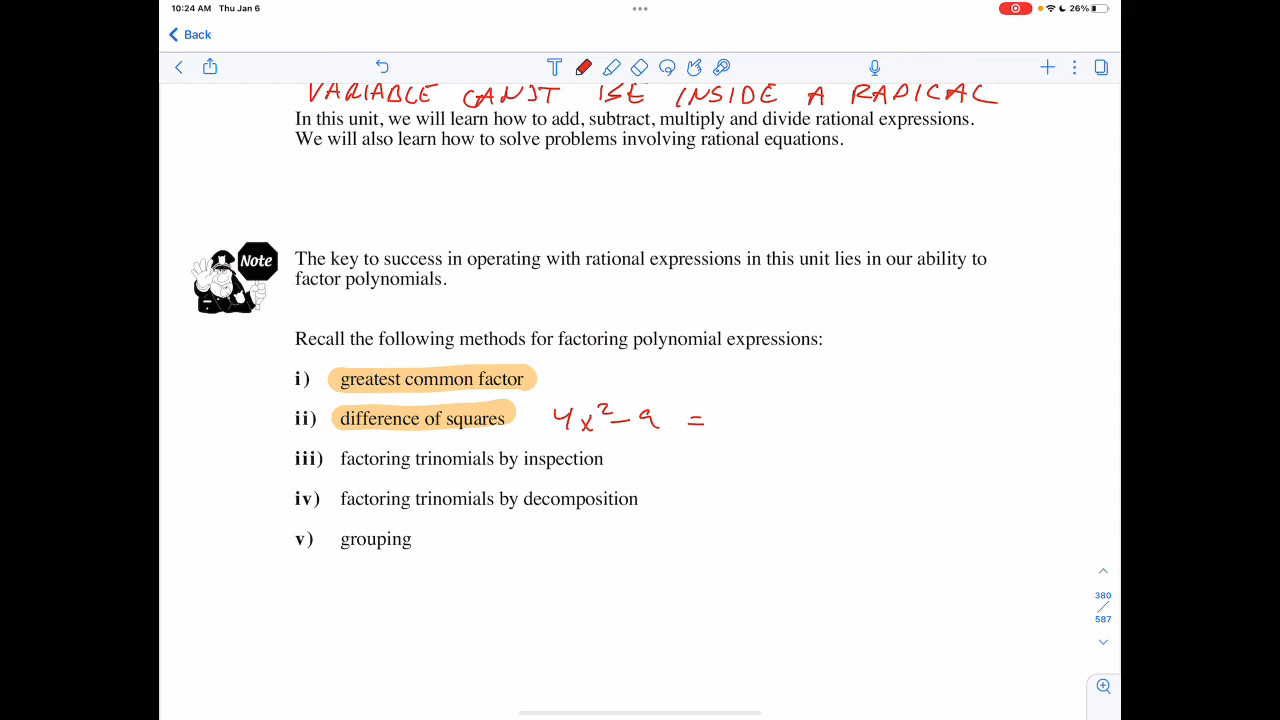 10:24 AM Thu Jan 6
26%
Back
VARIABLE CAN'T BE INSIDE A RADICAL
In this unit, we will learn how to add, subtract, multiply and divide rational expressions.
We will also learn how to solve problems involving rational equations.
Note
The key to success in operating with rational expressions in this unit lies in our ability to
factor polynomials.
Recall the following methods for factoring polynomial expressions:
i) greatest common factor
ii) difference of squares 4x² - 9 =
iii) factoring trinomials by inspection
iv) factoring trinomials by decomposition
v) grouping
380
587